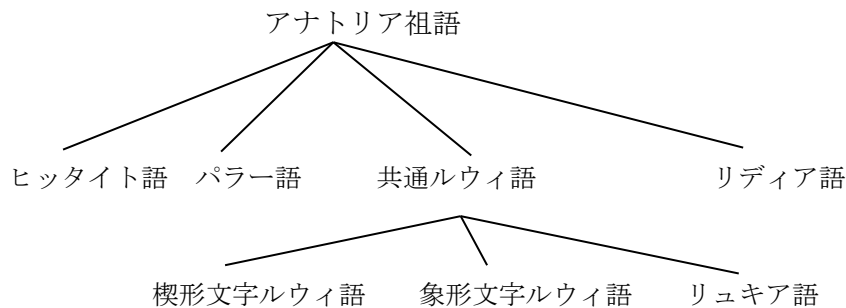 アナトリア祖語
ヒッタイト語 パラー語 共通ルウィ語 リディア語
楔形文字ルウィ語 象形文字ルウィ語 リュキア語